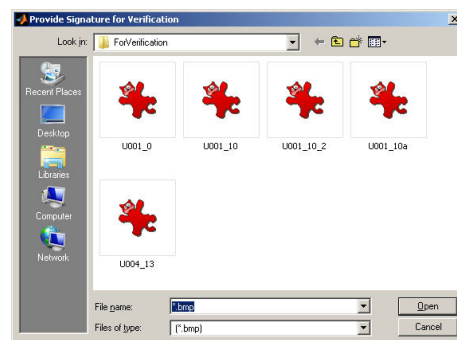 Provide Signature for Verification
Look in: ForVerification
Recent Places
Desktop
Libraries
Computer
Network
U001_0 U001_10 U001_10_2 U001_10a
U004_13
File name: *.bmp Open
Files of type: (*.bmp) Cancel